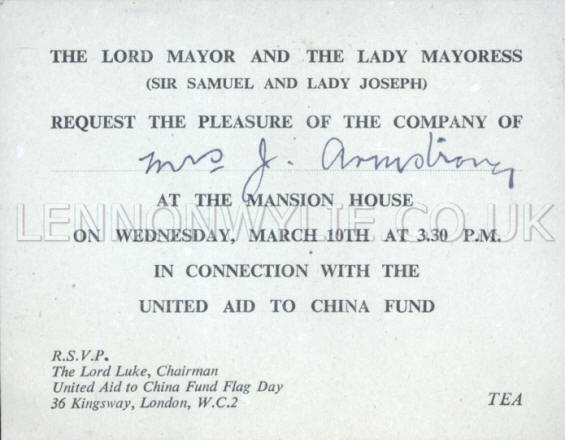 THE LORD MAYOR AND THE LADY MAYORESS
(SIR SAMUEL AND LADY JOSEPH)
REQUEST THE PLEASURE OF THE COMPANY OF
Mrs J. Armstrong
AT THE MANSION HOUSE
LENNONWYLIE.CO.UK
ON WEDNESDAY, MARCH 10TH AT 3.30 P.M.
IN CONNECTION WITH THE
UNITED AID TO CHINA FUND
R.S.V.P.
The Lord Luke, Chairman
United Aid to China Fund Flag Day
36 Kingsway, London, W.C.2
TEA